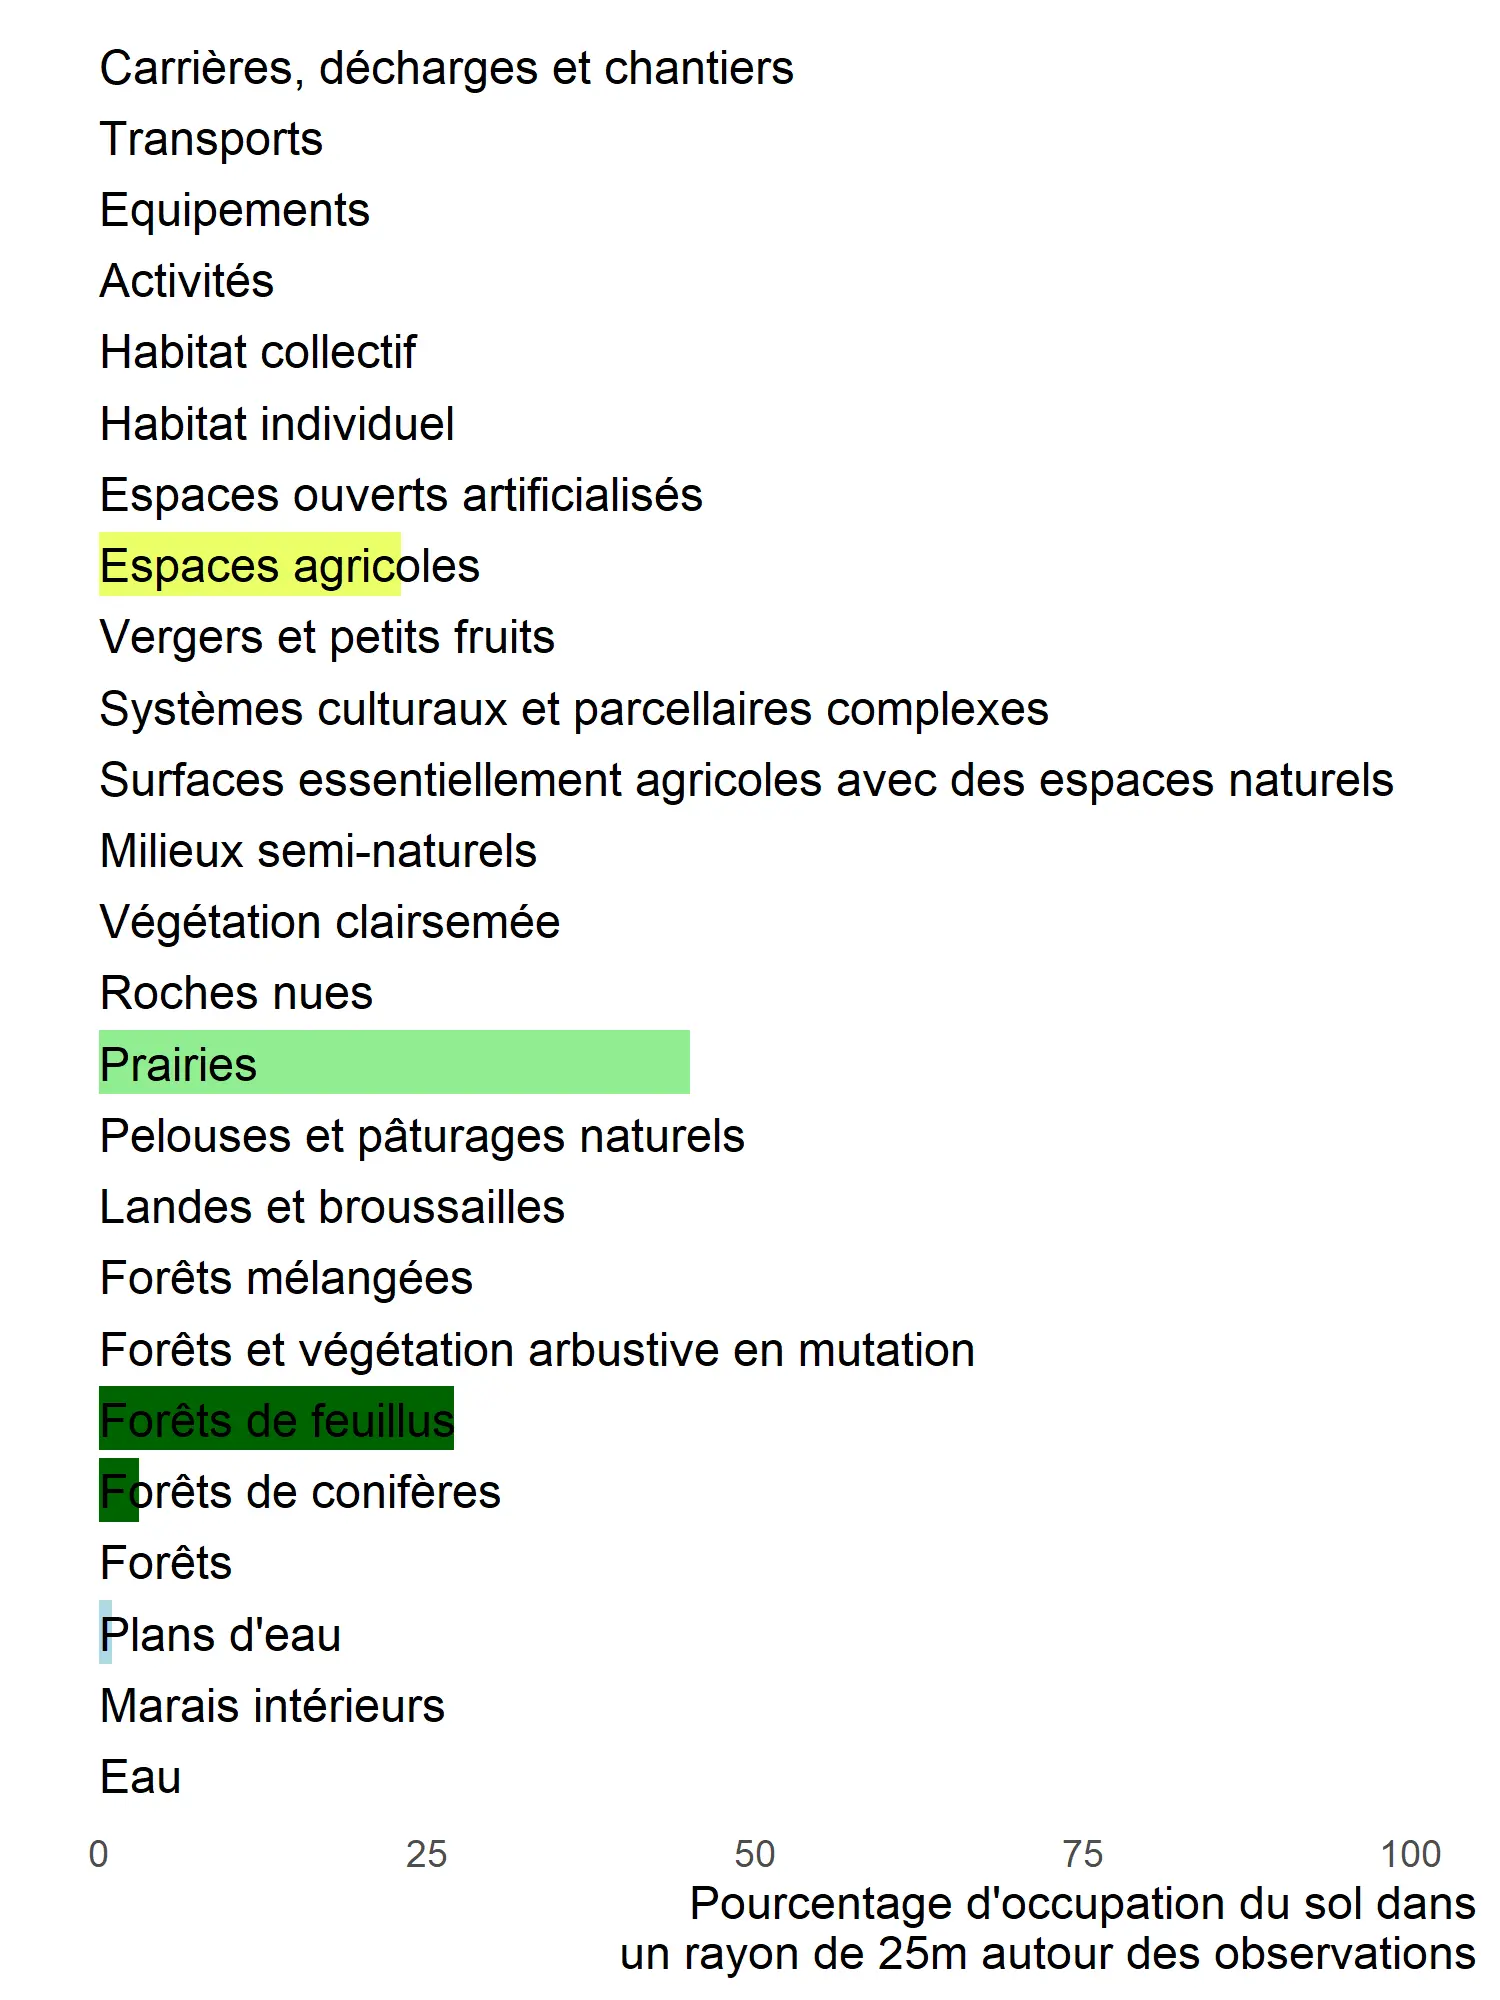 Carrières, décharges et chantiers
Transports
Equipements
Activités
Habitat collectif
Habitat individuel
Espaces ouverts artificialisés
Espaces agricoles
Vergers et petits fruits
Systèmes culturaux et parcellaires complexes
Surfaces essentiellement agricoles avec des espaces naturels
Milieux semi-naturels
Végétation clairsemée
Roches nues
Prairies
Pelouses et pâturages naturels
Landes et broussailles
Forêts mélangées
Forêts et végétation arbustive en mutation
Forêts de feuillus
Forêts de conifères
Forêts
Plans d'eau
Marais intérieurs
Eau
0 25 50 75 100
Pourcentage d'occupation du sol dans
un rayon de 25m autour des observations